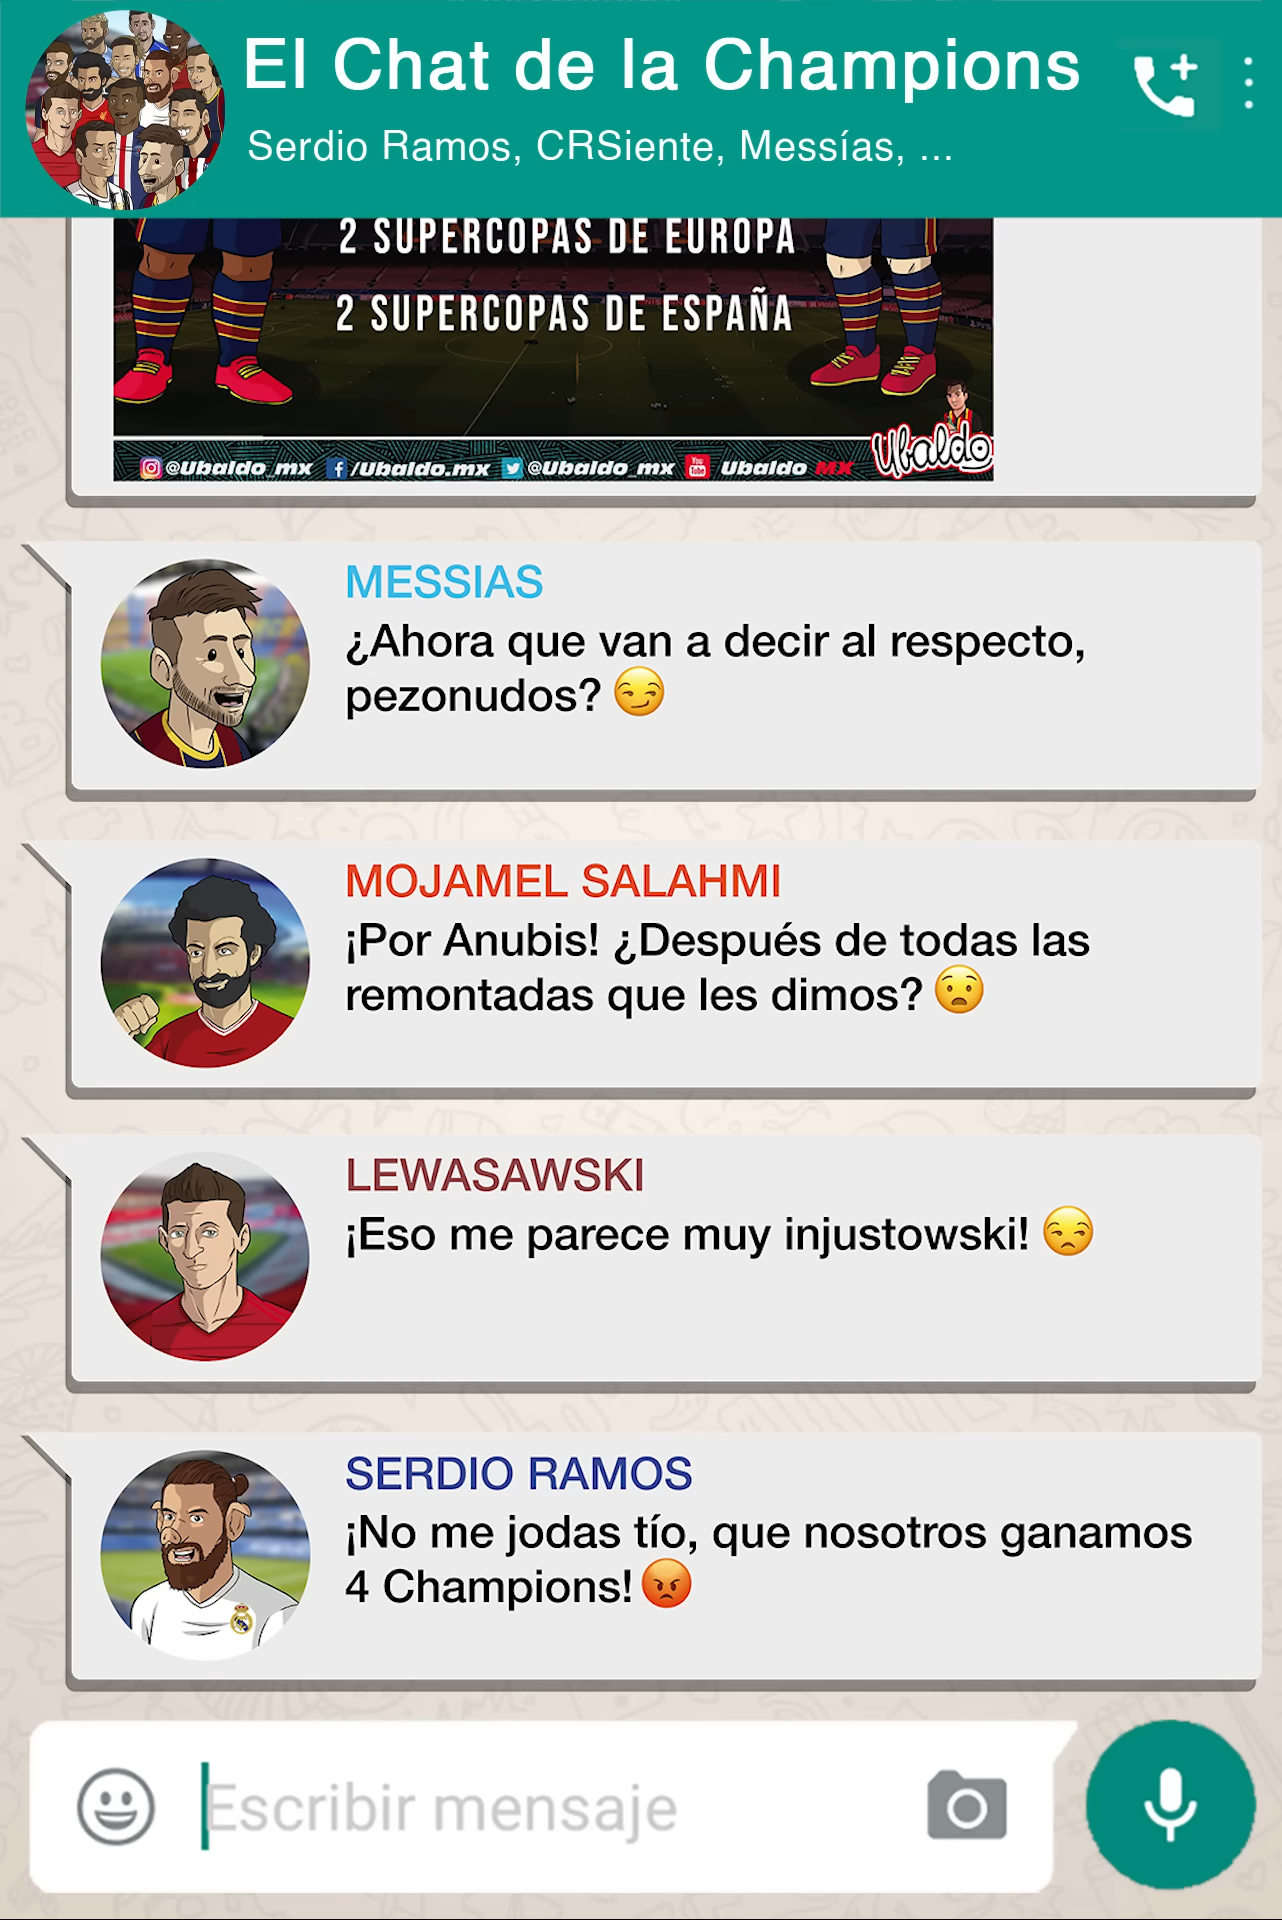 El Chat de la Champions
Serdio Ramos, CRSiente, Messías, ...
2 SUPERCOPAS DE EUROPA
2 SUPERCOPAS DE ESPAÑA
@Ubaldo_mx /Ubaldo.mx @Ubaldo_mx You Tube Ubaldo MX Ubaldo
MESSIAS
¿Ahora que van a decir al respecto,
pezonudos? 😏
MOJAMEL SALAHMI
¡Por Anubis! ¿Después de todas las
remontadas que les dimos? 😧
LEWASAWSKI
¡Eso me parece muy injustowski! 😒
SERDIO RAMOS
¡No me jodas tío, que nosotros ganamos
4 Champions! 😡
Escribir mensaje